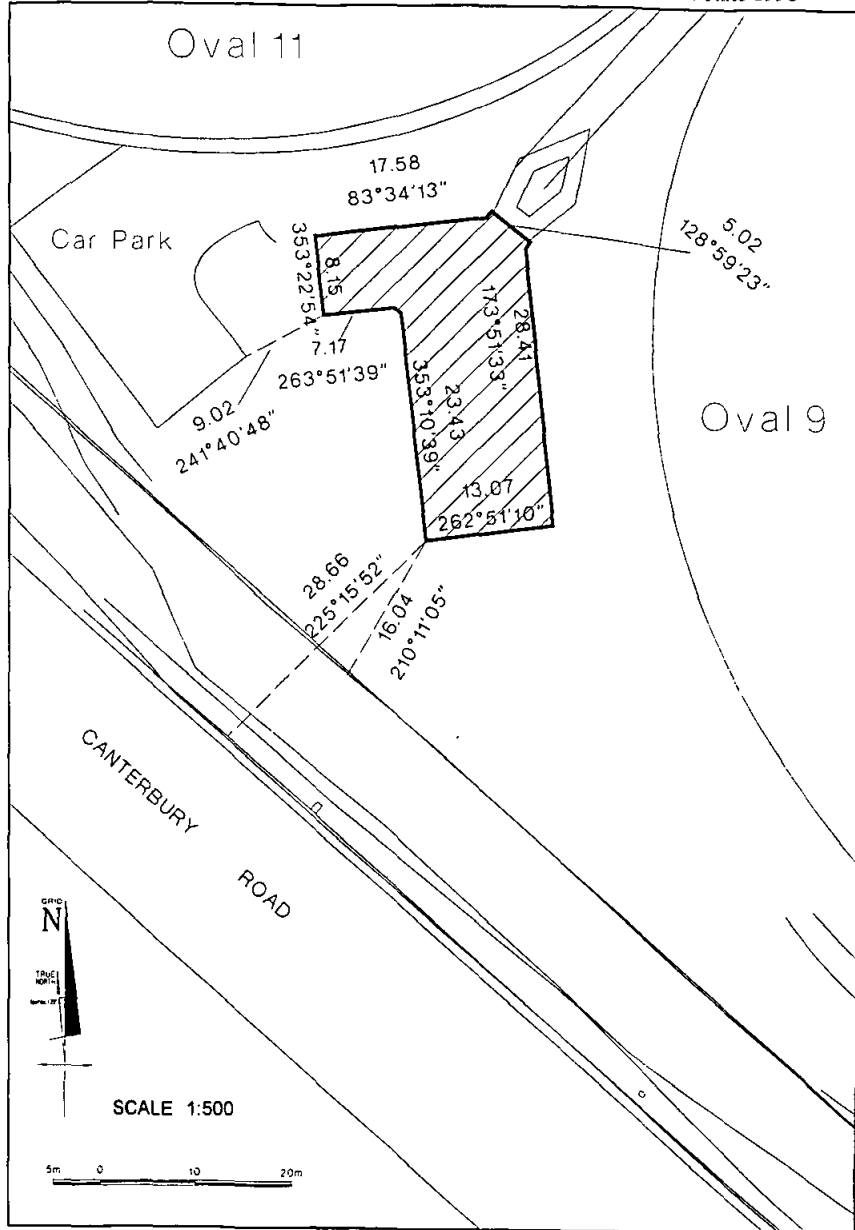 Oval 11
17.58
83°34'13"
5.02
128°59'23"
Car Park
353°22'54"
8.15
7.17
263°51'39"
9.02
241°40'48"
28.41
173°51'33"
23.43
353°10'39"
Oval 9
13.07
262°51'10"
28.66
225°15'52"
16.04
210°11'05"
CANTERBURY
ROAD
GRID
N
TRUE
NORTH
SCALE 1:500
5m 0 10 20m